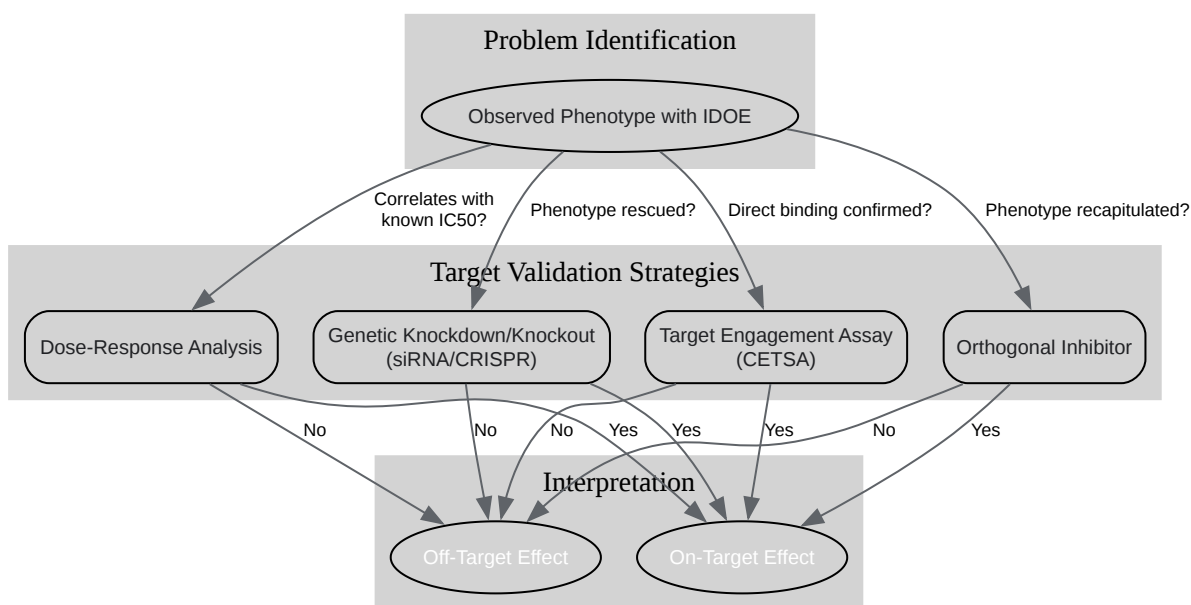 Problem Identification
Observed Phenotype with IDOE
Correlates with
known IC50?
Phenotype rescued?
Direct binding confirmed?
Phenotype recapitulated?
Target Validation Strategies
Dose-Response Analysis
Genetic Knockdown/Knockout
(siRNA/CRISPR)
Target Engagement Assay
(CETSA)
Orthogonal Inhibitor
No
No
No
Yes
Yes
Yes
No
Yes
Interpretation
Off-Target Effect
On-Target Effect